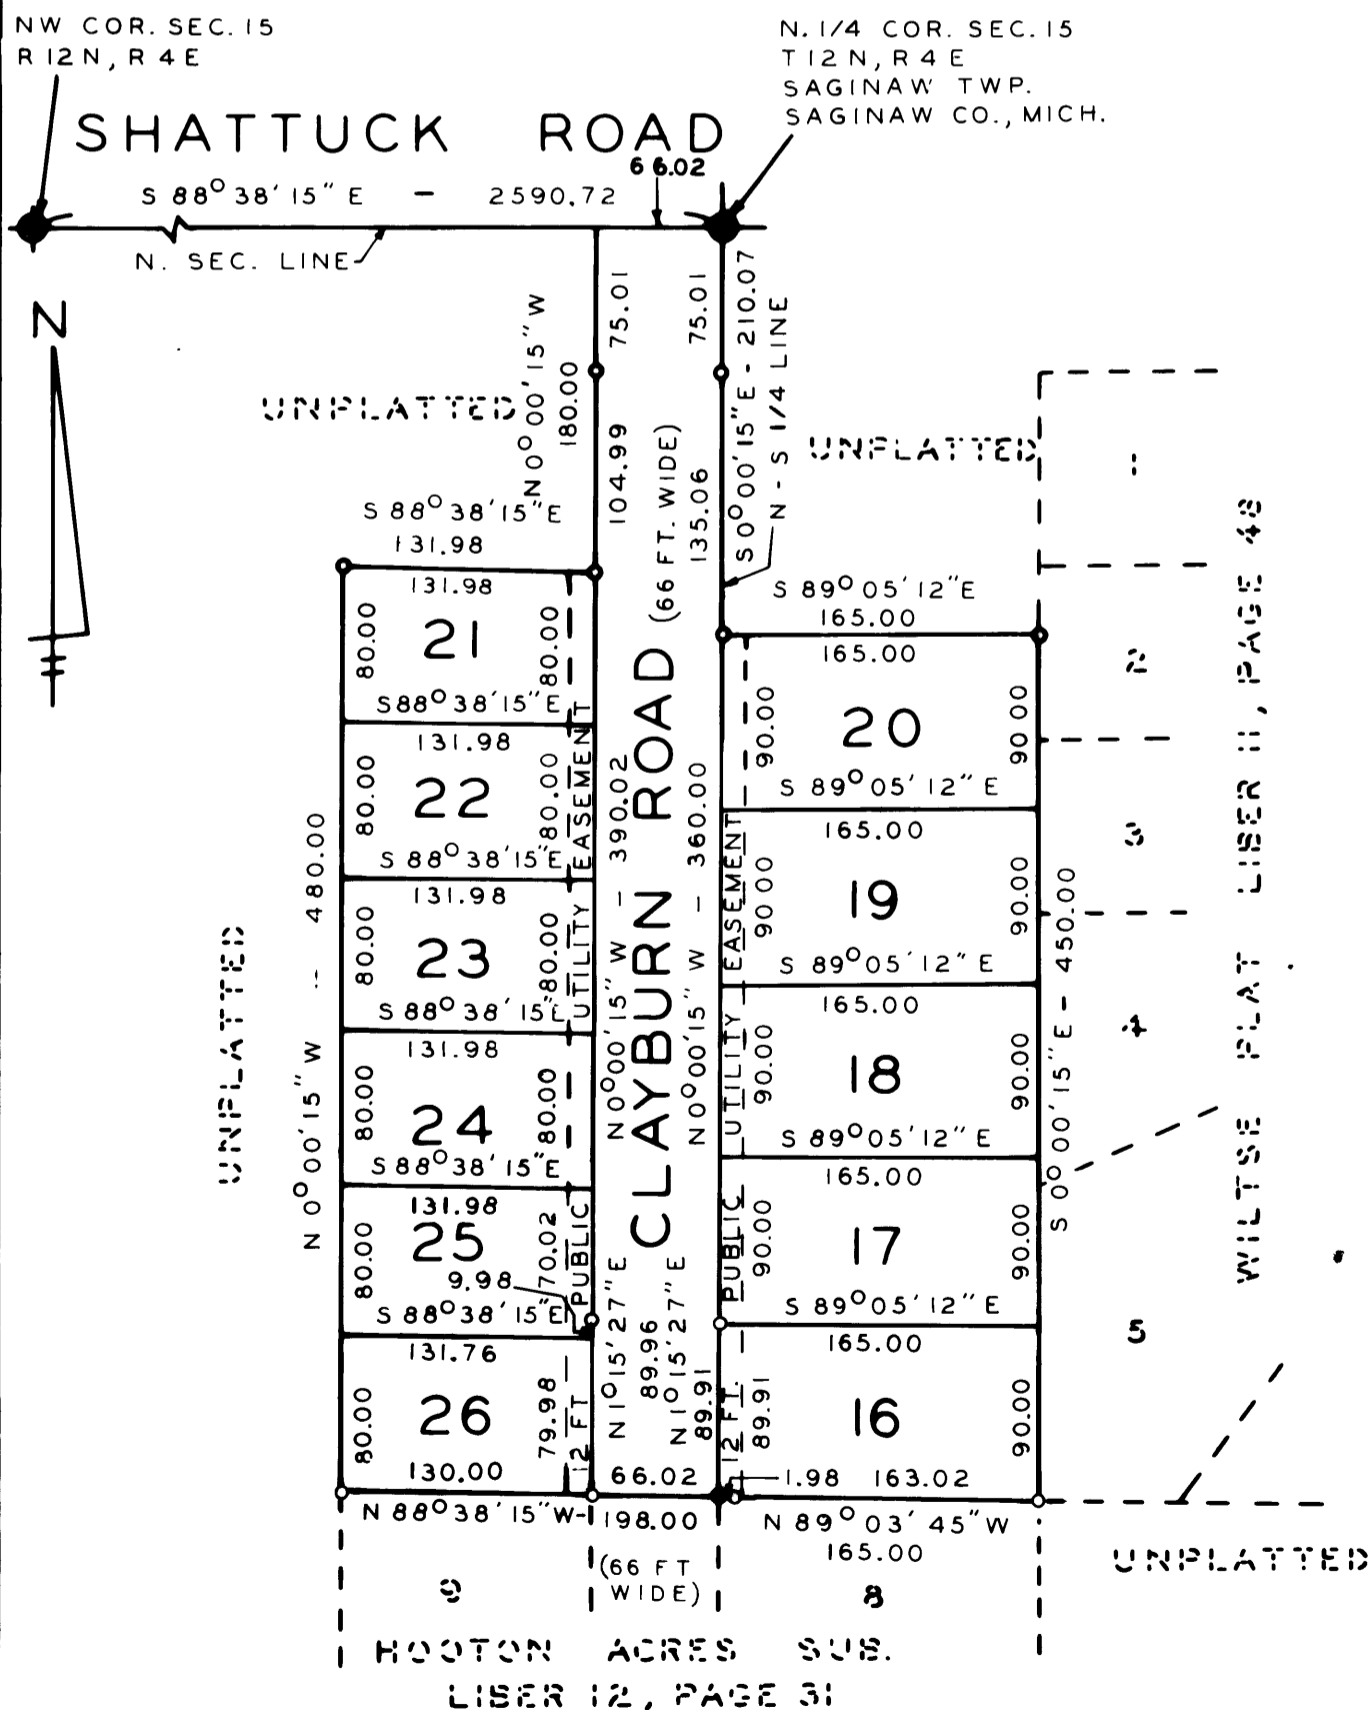 NW COR. SEC. 15
R 12 N, R 4 E
N. 1/4 COR. SEC. 15
T 12 N, R 4 E
SAGINAW TWP.
SAGINAW CO., MICH.
SHATTUCK ROAD
66.02
S 88° 38' 15" E - 2590.72
N. SEC. LINE
N
UNPLATTED
N 0° 00' 15" W
180.00
75.01
104.99
75.01
135.06
(66 FT. WIDE)
S 0° 00' 15" E - 210.07
N - S 1/4 LINE
UNPLATTED
S 88° 38' 15" E
131.98
131.98
80.00
21
80.00
S 88° 38' 15" E
131.98
80.00
22
80.00
S 88° 38' 15" E
131.98
80.00
23
80.00
S 88° 38' 15" E
131.98
80.00
24
80.00
S 88° 38' 15" E
131.98
80.00
25
70.02
9.98
S 88° 38' 15" E
131.76
80.00
26
79.98
130.00
N 88° 38' 15" W - 198.00
12 FT PUBLIC UTILITY EASEMENT
UNPLATTED
N 0° 00' 15" W -- 480.00
CLAYBURN ROAD
N 0° 00' 15" W - 390.02
N 0° 00' 15" W - 360.00
N 1° 15' 27" E
89.96
N 1° 15' 27" E
89.91
66.02
(66 FT
WIDE)
S 89° 05' 12" E
165.00
165.00
90.00
20
90.00
S 89° 05' 12" E
165.00
90.00
19
90.00
S 89° 05' 12" E
165.00
90.00
18
90.00
S 89° 05' 12" E
165.00
90.00
17
90.00
S 89° 05' 12" E
165.00
89.91
16
90.00
1.98 163.02
N 89° 03' 45" W
165.00
12 FT. PUBLIC UTILITY EASEMENT
S 0° 00' 15" E - 450.00
1
2
3
4
5
WILTSE PLAT LIBER 11, PAGE 48
UNPLATTED
9
8
HOOTON ACRES SUB.
LIBER 12, PAGE 31